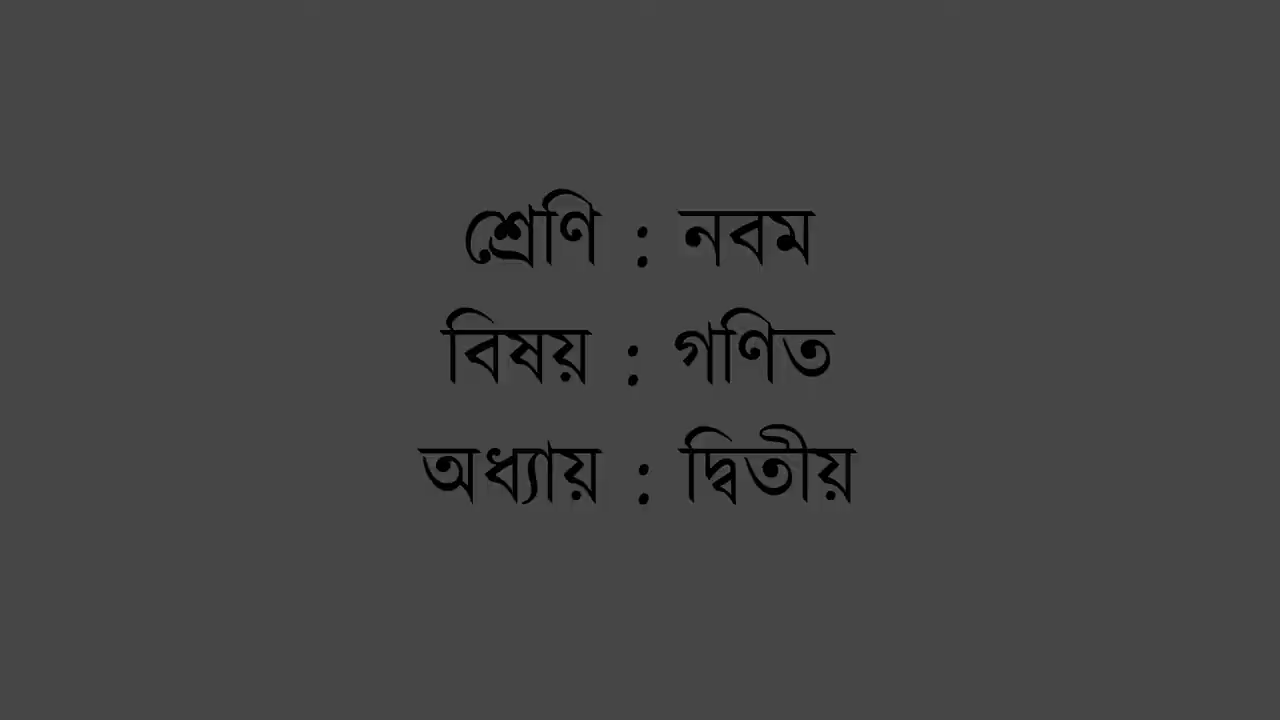 শ্রেণি : নবম
বিষয় : গণিত
অধ্যায় : দ্বিতীয়